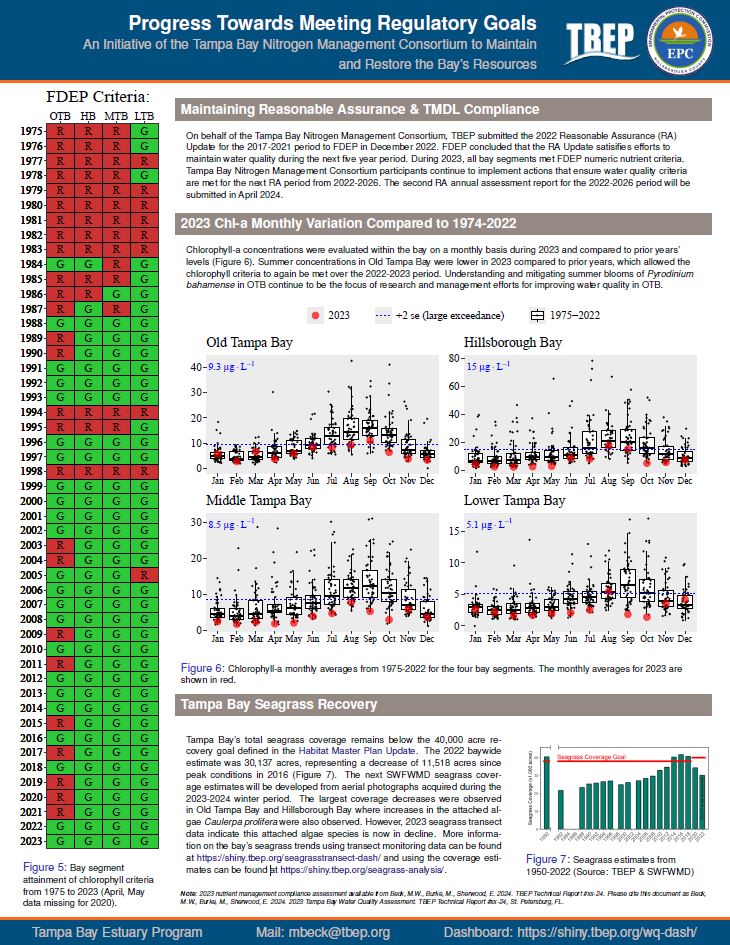 Progress Towards Meeting Regulatory Goals
An Initiative of the Tampa Bay Nitrogen Management Consortium to Maintain
and Restore the Bay's Resources
TBEP
ENVIRONMENTAL PROTECTION COMMISSION
EPC
HILLSBOROUGH COUNTY
FDEP Criteria:
OTB HB MTB LTB
1975 R R R G
1976 R R R G
1977 R R R R
1978 R R R G
1979 R R R R
1980 R R R R
1981 R R R R
1982 R R R R
1983 R R R R
1984 G G R G
1985 R R R G
1986 R R G G
1987 R G R G
1988 G G G G
1989 R G G G
1990 R G G G
1991 G G G G
1992 G G G G
1993 G G G G
1994 R R R R
1995 R R R G
1996 G G G G
1997 G G G G
1998 R R R R
1999 G G G G
2000 G G G G
2001 G G G G
2002 G G G G
2003 R G G G
2004 R G G G
2005 G G G R
2006 G G G G
2007 G G G G
2008 G G G G
2009 R G G G
2010 G G G G
2011 R G G G
2012 G G G G
2013 G G G G
2014 G G G G
2015 R G G G
2016 G G G G
2017 R G G G
2018 G G G G
2019 R G G G
2020 R G G G
2021 R G G G
2022 G G G G
2023 G G G G
Figure 5: Bay segment
attainment of chlorophyll criteria
from 1975 to 2023 (April, May
data missing for 2020).
Maintaining Reasonable Assurance & TMDL Compliance
On behalf of the Tampa Bay Nitrogen Management Consortium, TBEP submitted the 2022 Reasonable Assurance (RA)
Update for the 2017-2021 period to FDEP in December 2022. FDEP concluded that the RA Update satisifies efforts to
maintain water quality during the next five year period. During 2023, all bay segments met FDEP numeric nutrient criteria.
Tampa Bay Nitrogen Management Consortium participants continue to implement actions that ensure water quality criteria
are met for the next RA period from 2022-2026. The second RA annual assessment report for the 2022-2026 period will be
submitted in April 2024.
2023 Chl-a Monthly Variation Compared to 1974-2022
Chlorophyll-a concentrations were evaluated within the bay on a monthly basis during 2023 and compared to prior years'
levels (Figure 6). Summer concentrations in Old Tampa Bay were lower in 2023 compared to prior years, which allowed the
chlorophyll criteria to again be met over the 2022-2023 period. Understanding and mitigating summer blooms of Pyrodinium
bahamense in OTB continue to be the focus of research and management efforts for improving water quality in OTB.
2023 +2 se (large exceedance) 1975−2022
Old Tampa Bay
9.3 μg · L−1
40
30
20
10
0
Jan Feb Mar Apr May Jun Jul Aug Sep Oct Nov Dec
Hillsborough Bay
15 μg · L−1
80
60
40
20
0
Jan Feb Mar Apr May Jun Jul Aug Sep Oct Nov Dec
Middle Tampa Bay
8.5 μg · L−1
30
20
10
0
Jan Feb Mar Apr May Jun Jul Aug Sep Oct Nov Dec
Lower Tampa Bay
5.1 μg · L−1
15
10
5
0
Jan Feb Mar Apr May Jun Jul Aug Sep Oct Nov Dec
Figure 6: Chlorophyll-a monthly averages from 1975-2022 for the four bay segments. The monthly averages for 2023 are
shown in red.
Tampa Bay Seagrass Recovery
Tampa Bay's total seagrass coverage remains below the 40,000 acre re-
covery goal defined in the Habitat Master Plan Update. The 2022 baywide
estimate was 30,137 acres, representing a decrease of 11,518 acres since
peak conditions in 2016 (Figure 7). The next SWFWMD seagrass cover-
age estimates will be developed from aerial photographs acquired during the
2023-2024 winter period. The largest coverage decreases were observed
in Old Tampa Bay and Hillsborough Bay where increases in the attached al-
gae Caulerpa prolifera were also observed. However, 2023 seagrass transect
data indicate this attached algae species is now in decline. More informa-
tion on the bay's seagrass trends using transect monitoring data can be found
at https://shiny.tbep.org/seagrasstransect-dash/ and using the coverage esti-
mates can be found at https://shiny.tbep.org/seagrass-analysis/.
Seagrass Coverage Goal
Seagrass Coverage (x1,000 acres)
Figure 7: Seagrass estimates from
1950-2022 (Source: TBEP & SWFWMD)
Note: 2023 nutrient management compliance assessment available from Beck, M.W., Burke, M., Sherwood, E. 2024. TBEP Technical Report #xx-24. Please cite this document as Beck,
M.W., Burke, M., Sherwood, E. 2024. 2023 Tampa Bay Water Quality Assessment. TBEP Technical Report #xx-24, St. Petersburg, FL.
Tampa Bay Estuary Program Mail: mbeck@tbep.org Dashboard: https://shiny.tbep.org/wq-dash/